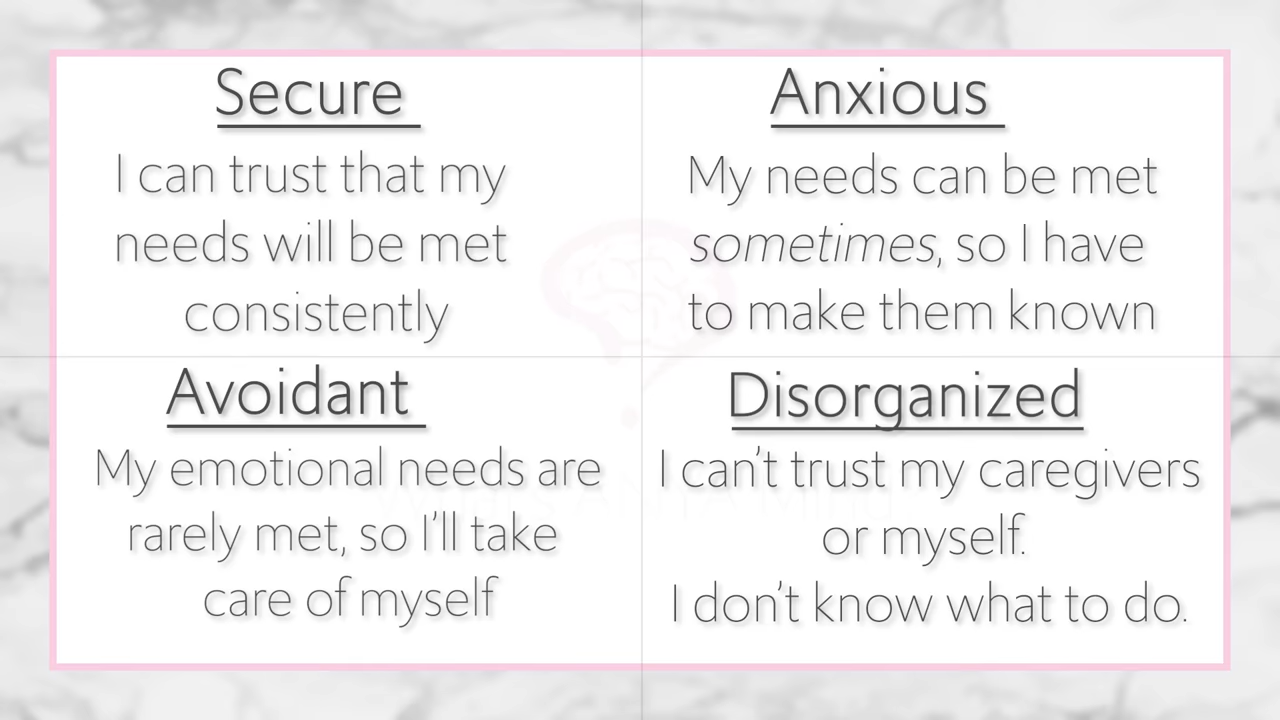 Secure
I can trust that my
needs will be met
consistently
Anxious
My needs can be met
sometimes, so I have
to make them known
Avoidant
My emotional needs are
rarely met, so I'll take
care of myself
Disorganized
I can't trust my caregivers
or myself.
I don't know what to do.